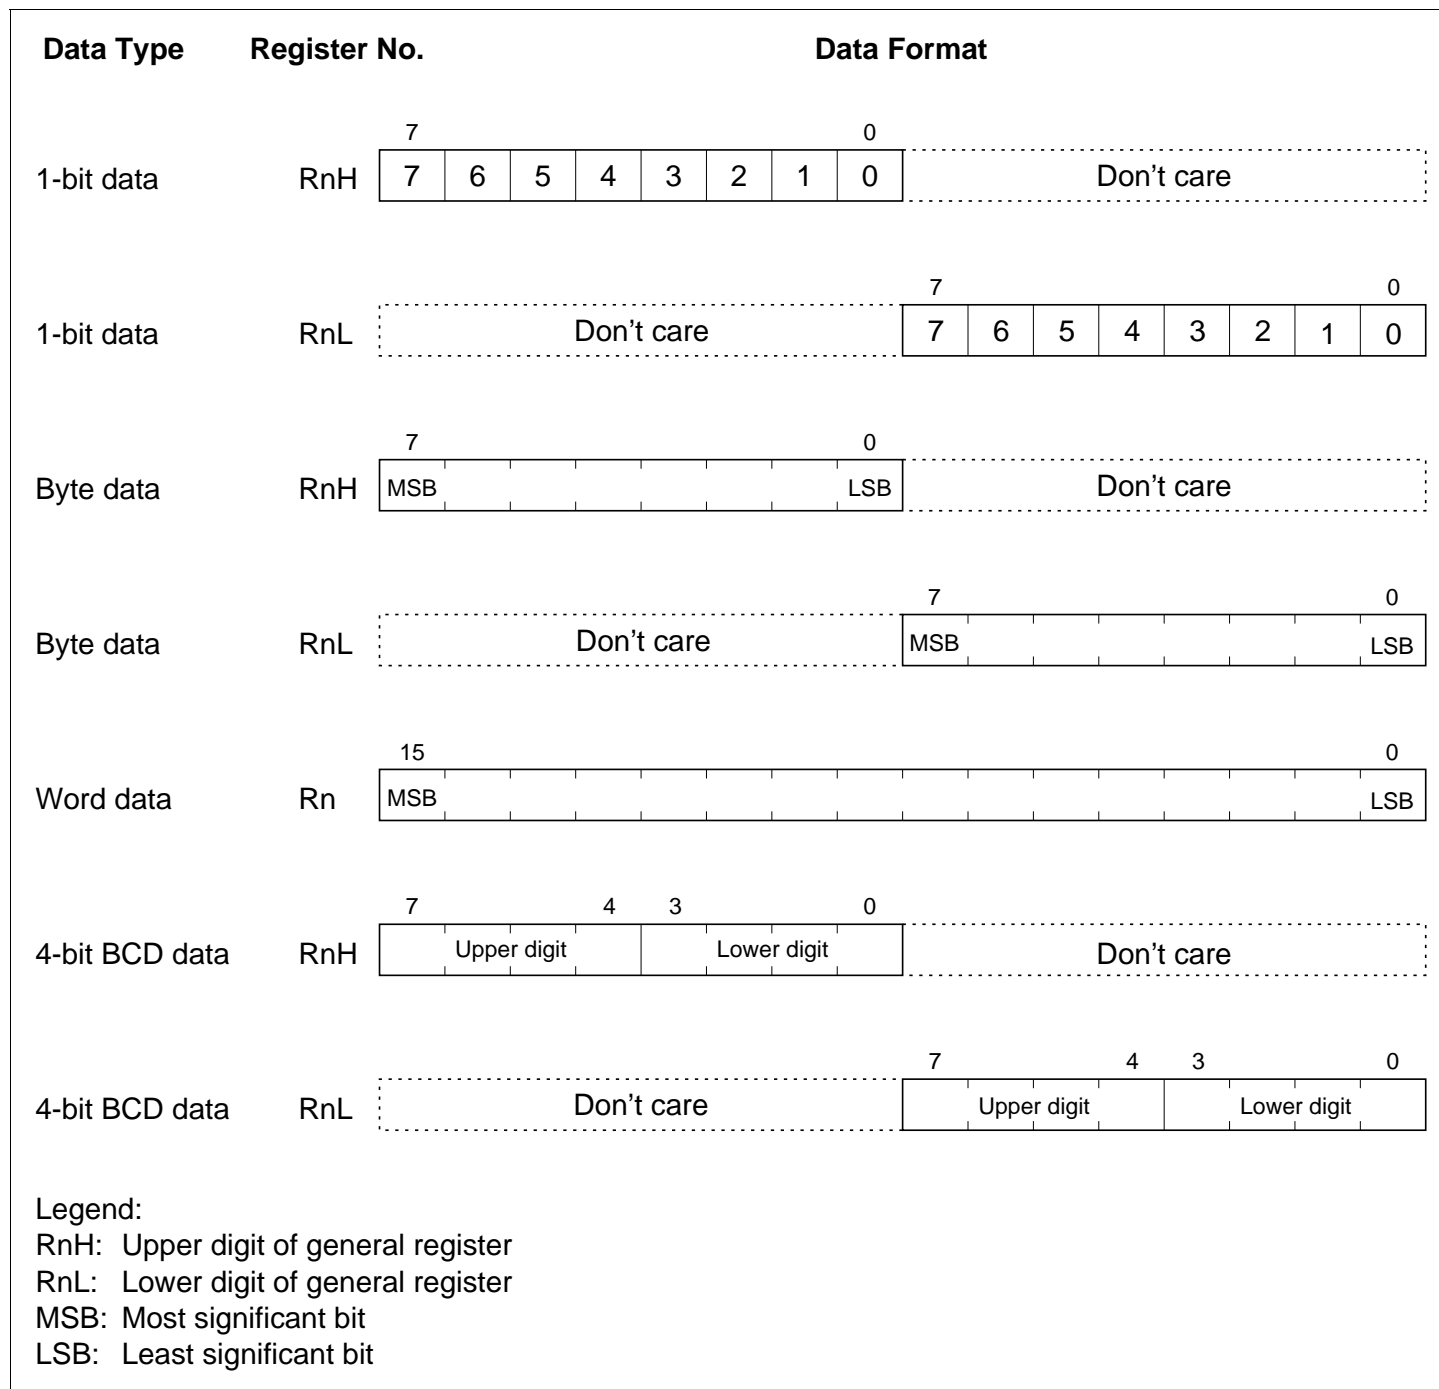 Data Type Register No. Data Format
7 0
1-bit data RnH 7 6 5 4 3 2 1 0 Don't care
7 0
1-bit data RnL Don't care 7 6 5 4 3 2 1 0
7 0
Byte data RnH MSB LSB Don't care
7 0
Byte data RnL Don't care MSB LSB
15 0
Word data Rn MSB LSB
7 4 3 0
4-bit BCD data RnH Upper digit Lower digit Don't care
7 4 3 0
4-bit BCD data RnL Don't care Upper digit Lower digit
Legend:
RnH: Upper digit of general register
RnL: Lower digit of general register
MSB: Most significant bit
LSB: Least significant bit